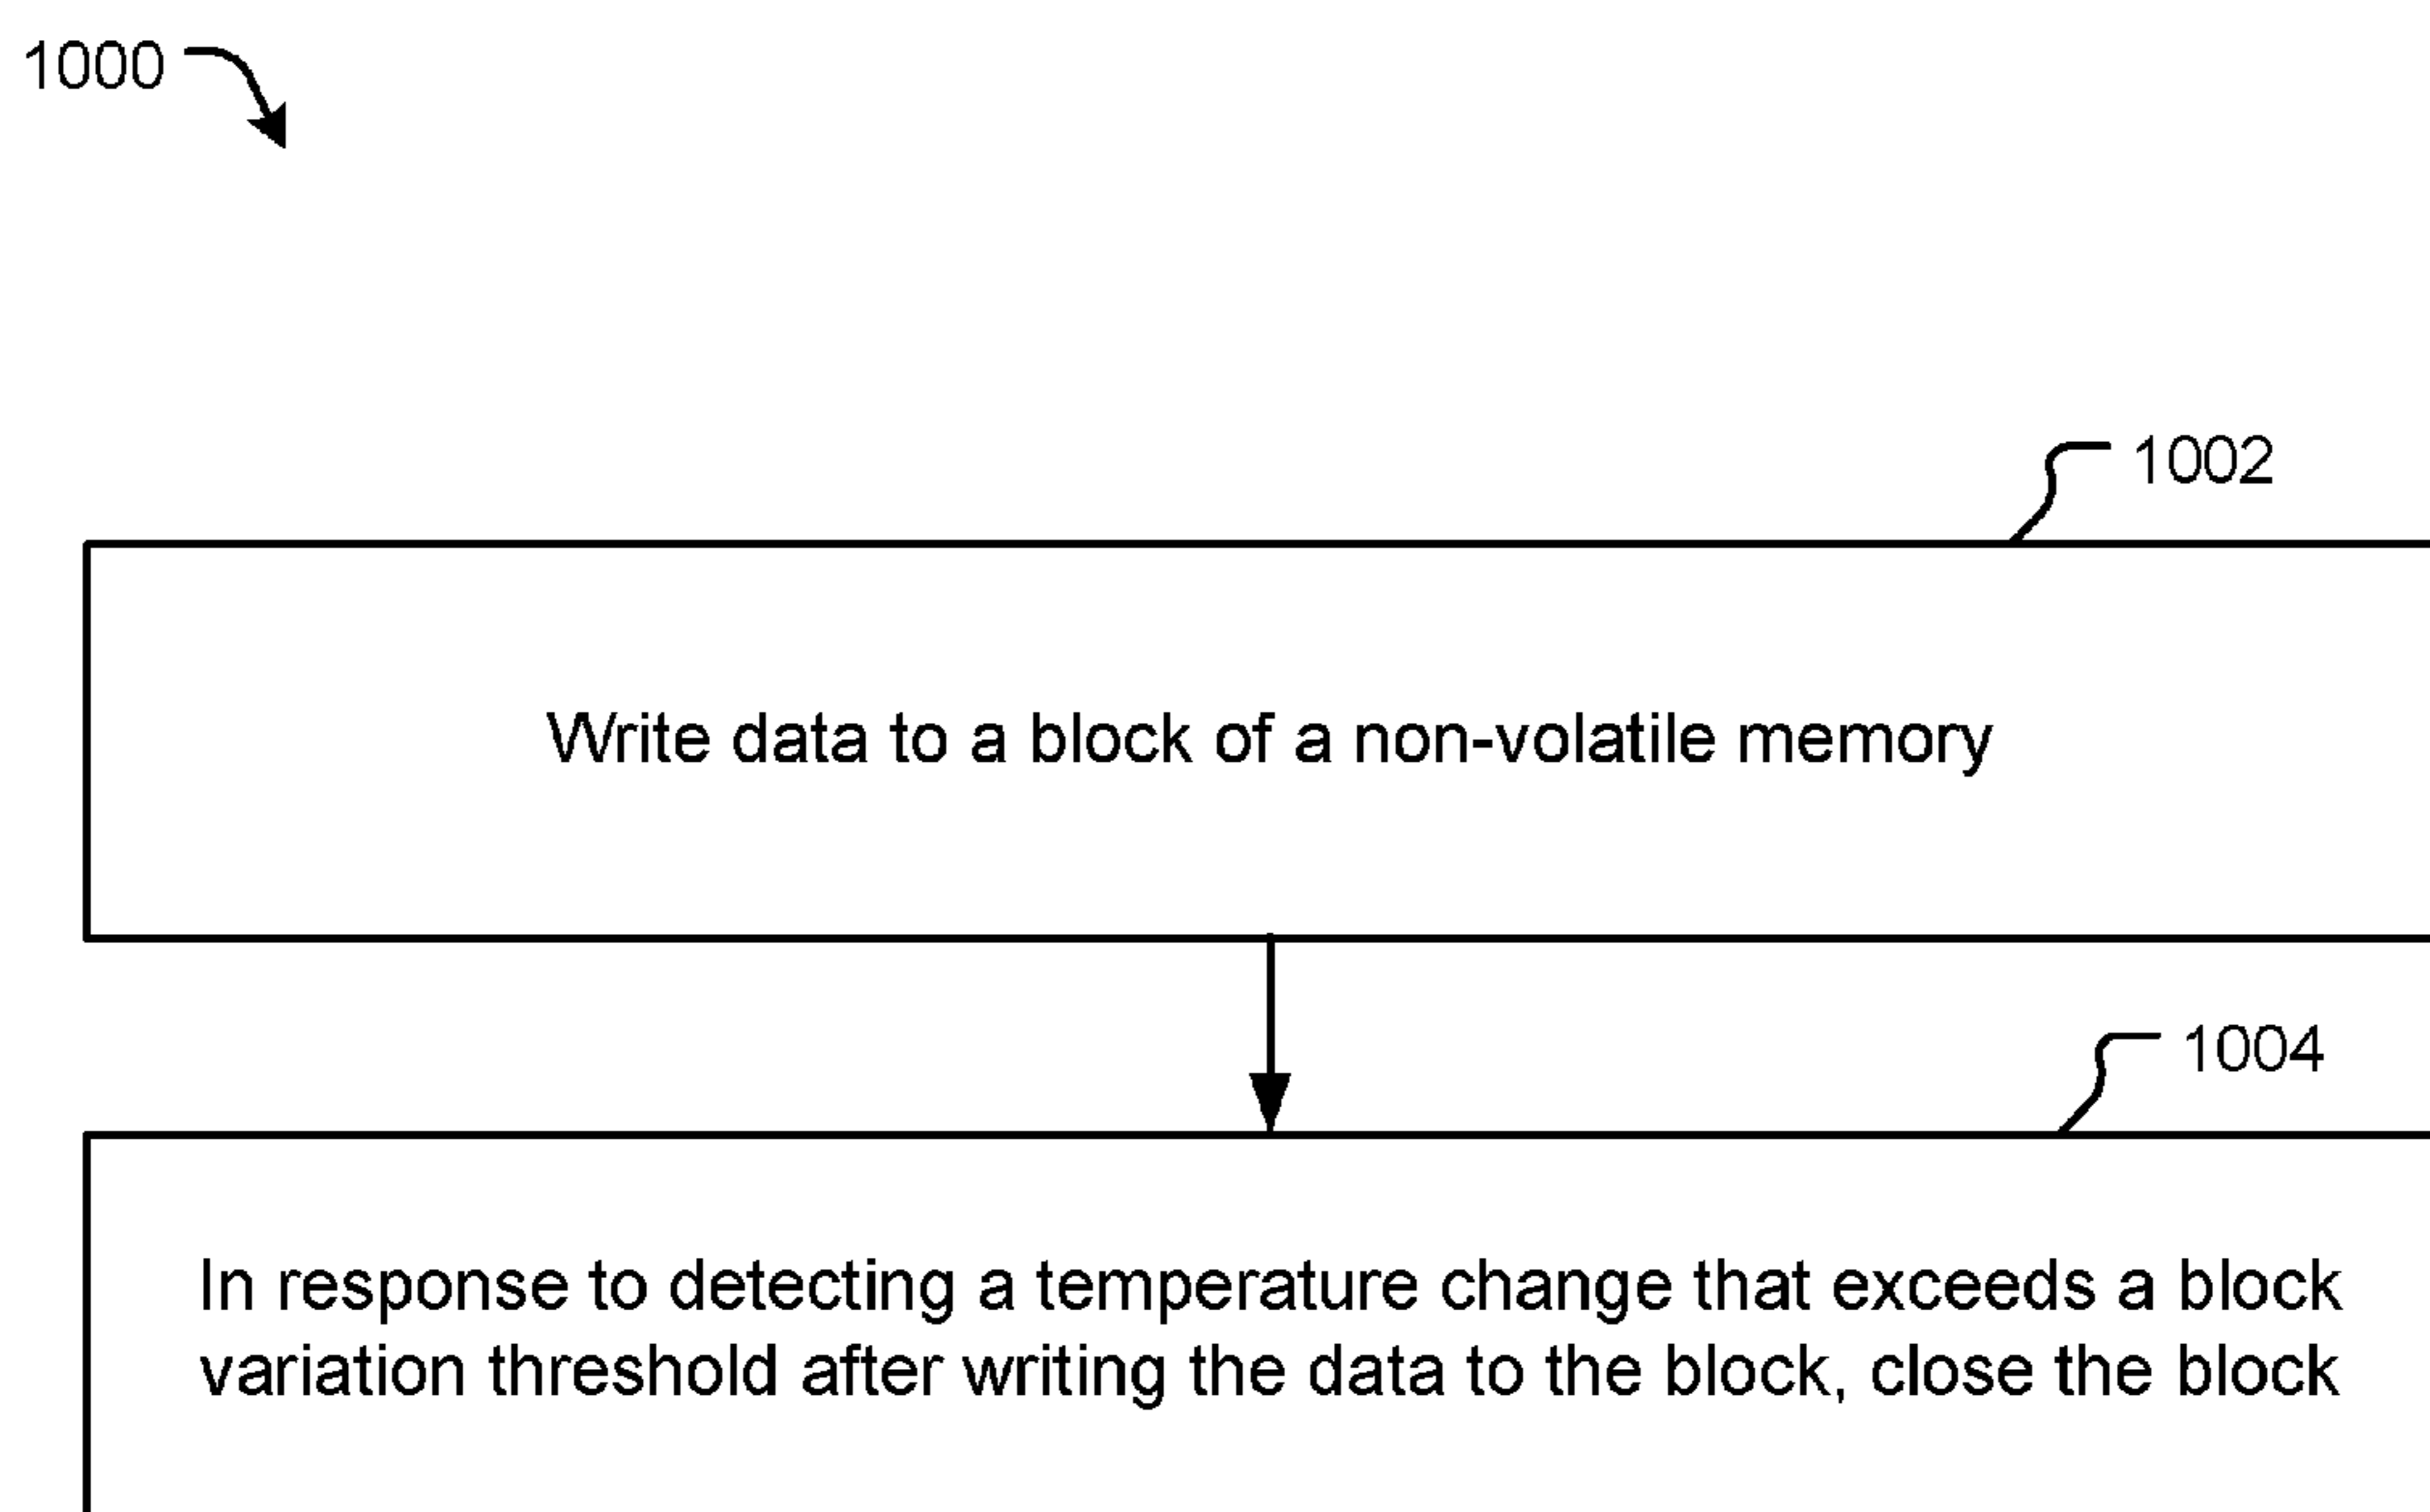 1000
1002
Write data to a block of a non-volatile memory
1004
In response to detecting a temperature change that exceeds a block
variation threshold after writing the data to the block, close the block